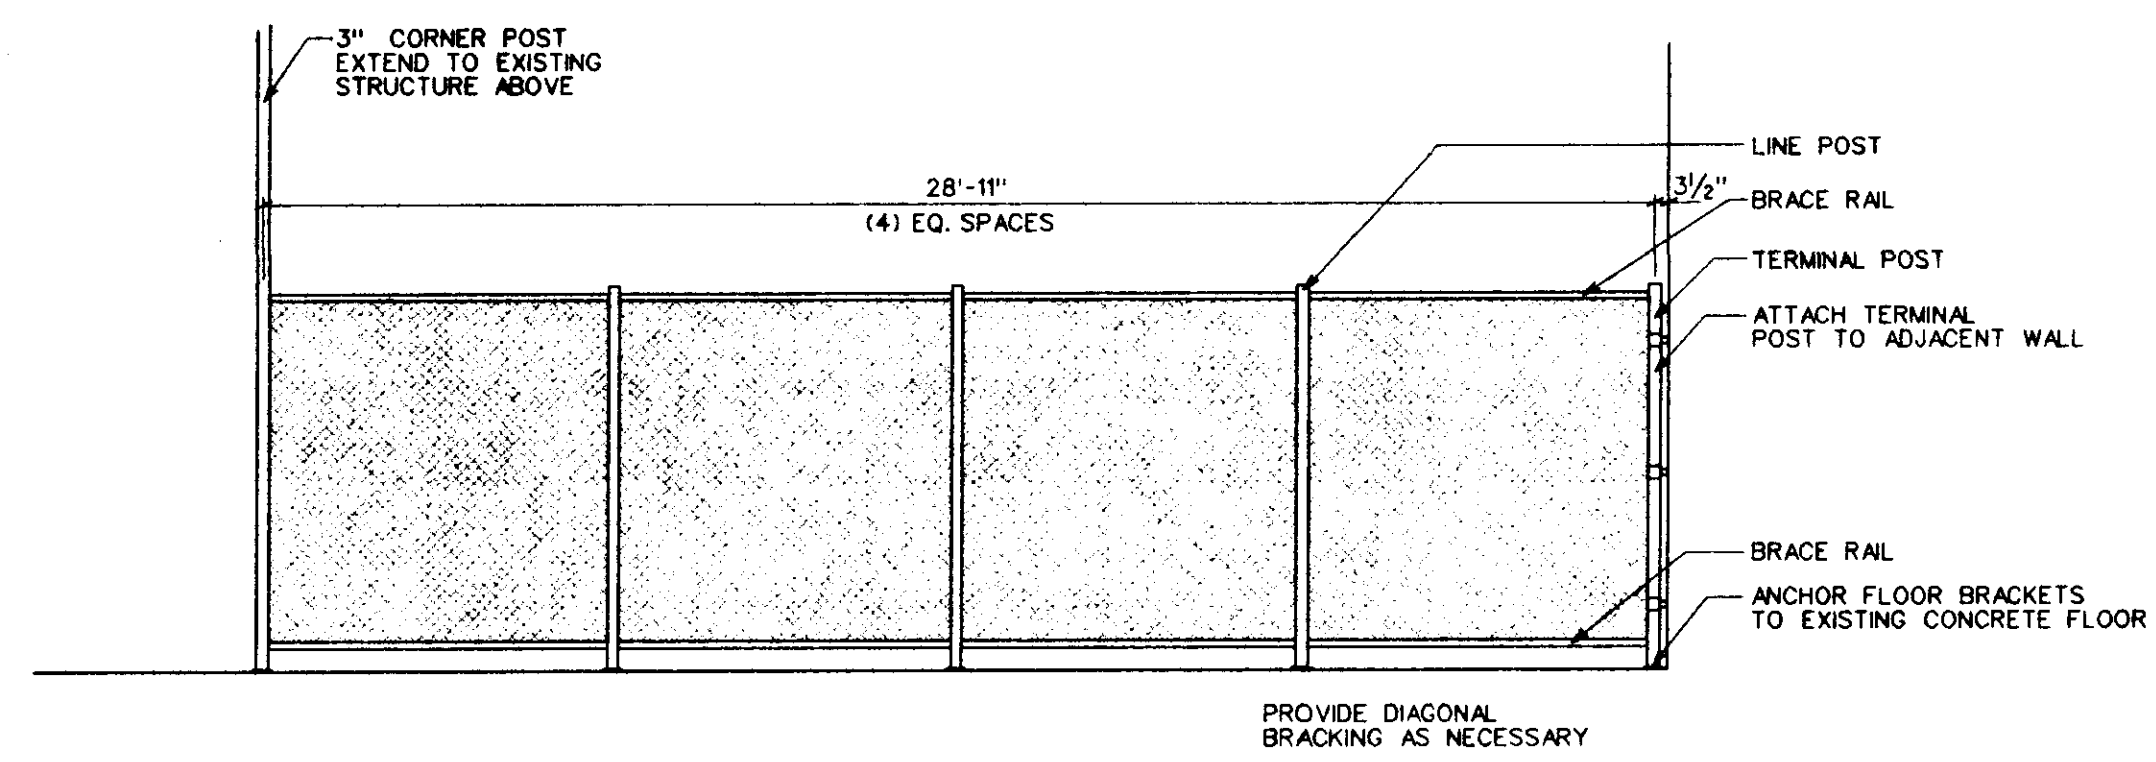 3" CORNER POST
EXTEND TO EXISTING
STRUCTURE ABOVE
LINE POST
28'-11"
3½"
BRACE RAIL
(4) EQ. SPACES
TERMINAL POST
ATTACH TERMINAL
POST TO ADJACENT WALL
BRACE RAIL
ANCHOR FLOOR BRACKETS
TO EXISTING CONCRETE FLOOR
PROVIDE DIAGONAL
BRACKING AS NECESSARY